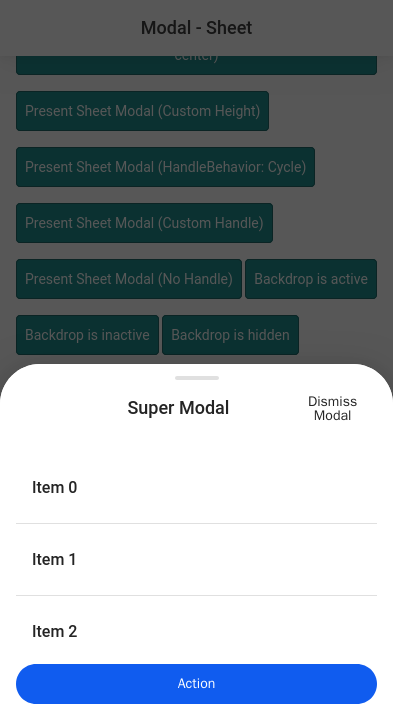 Modal - Sheet
center)
Present Sheet Modal (Custom Height)
Present Sheet Modal (HandleBehavior: Cycle)
Present Sheet Modal (Custom Handle)
Present Sheet Modal (No Handle)
Backdrop is active
Backdrop is inactive
Backdrop is hidden
Super Modal
Dismiss
Modal
Item 0
Item 1
Item 2
Action